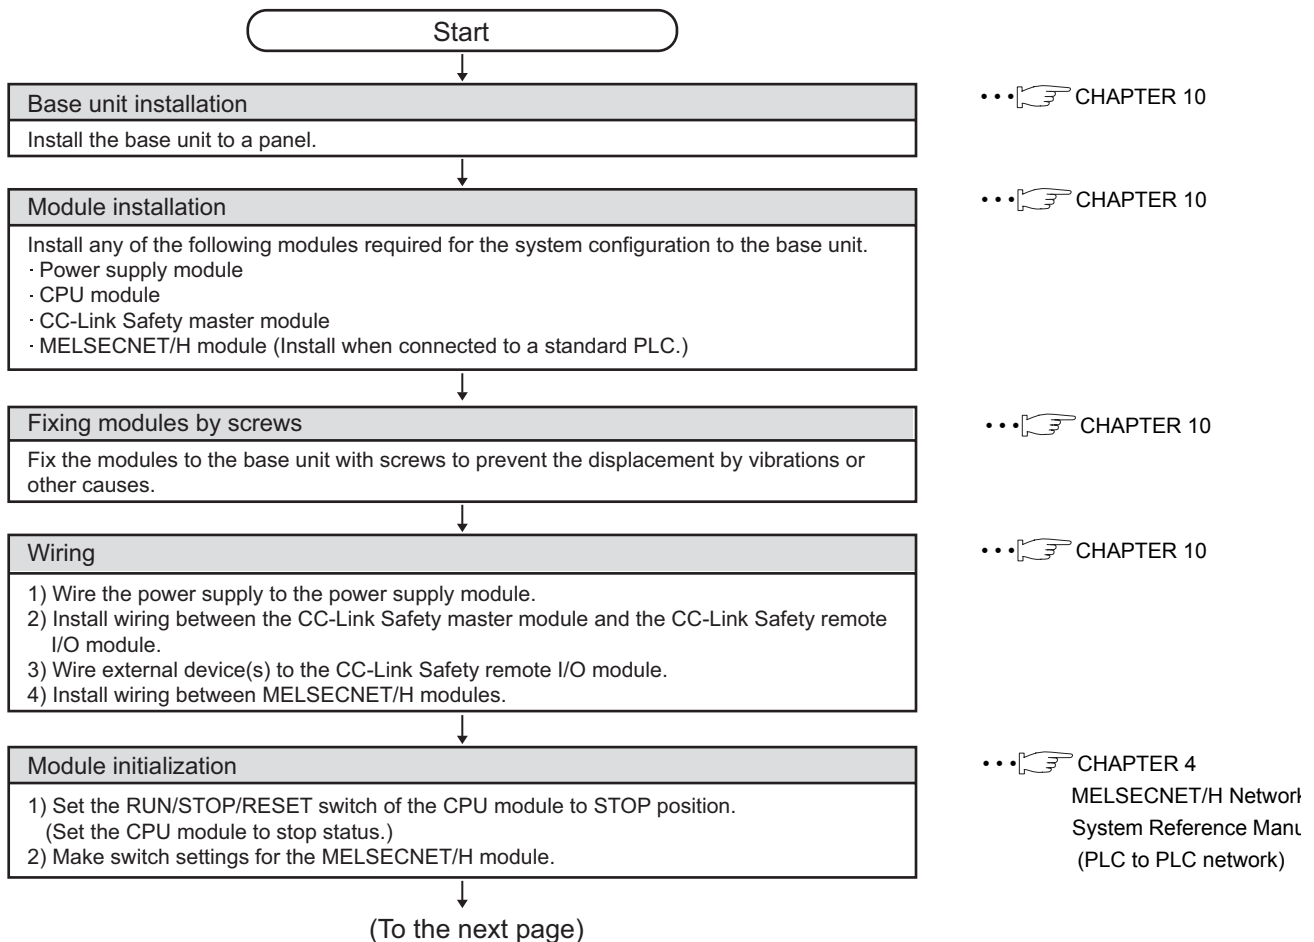 Start
Base unit installation
••• CHAPTER 10
Install the base unit to a panel.
Module installation
••• CHAPTER 10
Install any of the following modules required for the system configuration to the base unit.
· Power supply module
· CPU module
· CC-Link Safety master module
· MELSECNET/H module (Install when connected to a standard PLC.)
Fixing modules by screws
••• CHAPTER 10
Fix the modules to the base unit with screws to prevent the displacement by vibrations or
other causes.
Wiring
••• CHAPTER 10
1) Wire the power supply to the power supply module.
2) Install wiring between the CC-Link Safety master module and the CC-Link Safety remote
I/O module.
3) Wire external device(s) to the CC-Link Safety remote I/O module.
4) Install wiring between MELSECNET/H modules.
Module initialization
••• CHAPTER 4
MELSECNET/H Network
System Reference Manu
(PLC to PLC network)
1) Set the RUN/STOP/RESET switch of the CPU module to STOP position.
(Set the CPU module to stop status.)
2) Make switch settings for the MELSECNET/H module.
(To the next page)